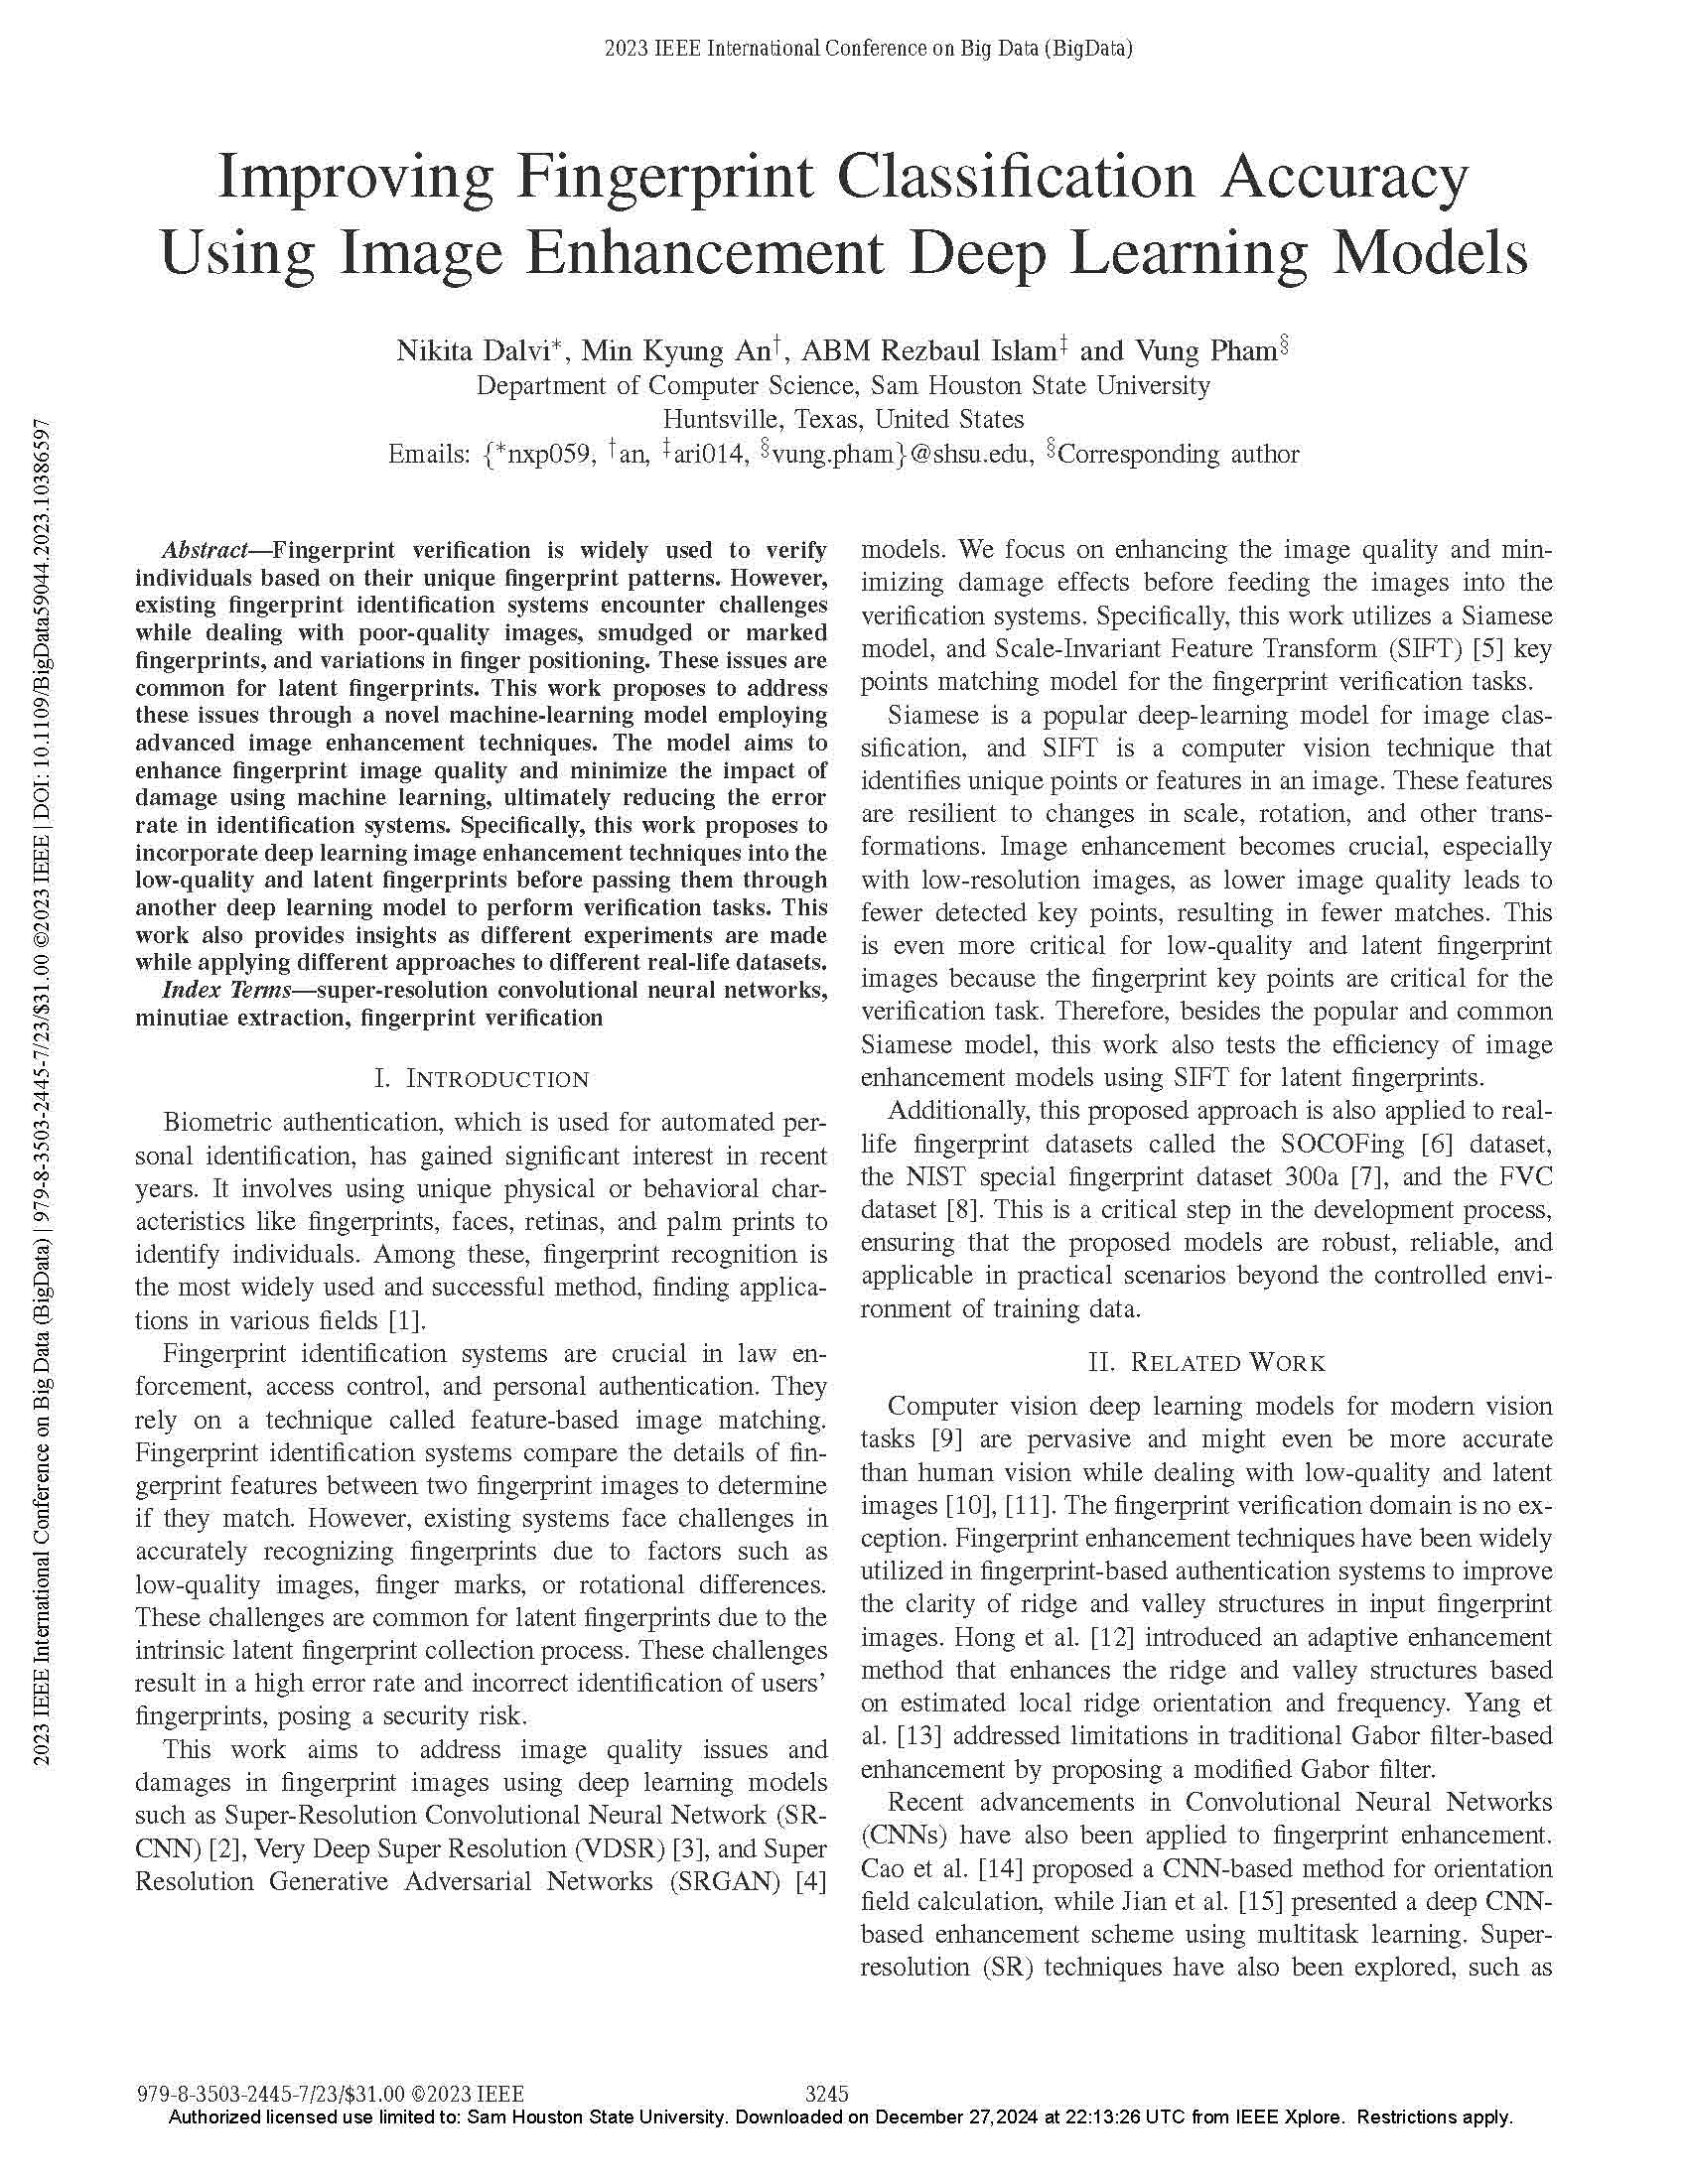 2023 IEEE International Conference on Big Data (BigData)
Improving Fingerprint Classification Accuracy
Using Image Enhancement Deep Learning Models
Nikita Dalvi*, Min Kyung An†, ABM Rezbaul Islam‡ and Vung Pham§
Department of Computer Science, Sam Houston State University
Huntsville, Texas, United States
Emails: {*nxp059, †an, ‡ari014, §vung.pham}@shsu.edu, §Corresponding author
2023 IEEE International Conference on Big Data (BigData) | 979-8-3503-2445-7/23/$31.00 ©2023 IEEE | DOI: 10.1109/BigData59044.2023.10386597
Abstract—Fingerprint verification is widely used to verify
individuals based on their unique fingerprint patterns. However,
existing fingerprint identification systems encounter challenges
while dealing with poor-quality images, smudged or marked
fingerprints, and variations in finger positioning. These issues are
common for latent fingerprints. This work proposes to address
these issues through a novel machine-learning model employing
advanced image enhancement techniques. The model aims to
enhance fingerprint image quality and minimize the impact of
damage using machine learning, ultimately reducing the error
rate in identification systems. Specifically, this work proposes to
incorporate deep learning image enhancement techniques into the
low-quality and latent fingerprints before passing them through
another deep learning model to perform verification tasks. This
work also provides insights as different experiments are made
while applying different approaches to different real-life datasets.
Index Terms—super-resolution convolutional neural networks,
minutiae extraction, fingerprint verification
I. INTRODUCTION
Biometric authentication, which is used for automated per-
sonal identification, has gained significant interest in recent
years. It involves using unique physical or behavioral char-
acteristics like fingerprints, faces, retinas, and palm prints to
identify individuals. Among these, fingerprint recognition is
the most widely used and successful method, finding applica-
tions in various fields [1].
Fingerprint identification systems are crucial in law en-
forcement, access control, and personal authentication. They
rely on a technique called feature-based image matching.
Fingerprint identification systems compare the details of fin-
gerprint features between two fingerprint images to determine
if they match. However, existing systems face challenges in
accurately recognizing fingerprints due to factors such as
low-quality images, finger marks, or rotational differences.
These challenges are common for latent fingerprints due to the
intrinsic latent fingerprint collection process. These challenges
result in a high error rate and incorrect identification of users’
fingerprints, posing a security risk.
This work aims to address image quality issues and
damages in fingerprint images using deep learning models
such as Super-Resolution Convolutional Neural Network (SR-
CNN) [2], Very Deep Super Resolution (VDSR) [3], and Super
Resolution Generative Adversarial Networks (SRGAN) [4]
models. We focus on enhancing the image quality and min-
imizing damage effects before feeding the images into the
verification systems. Specifically, this work utilizes a Siamese
model, and Scale-Invariant Feature Transform (SIFT) [5] key
points matching model for the fingerprint verification tasks.
Siamese is a popular deep-learning model for image clas-
sification, and SIFT is a computer vision technique that
identifies unique points or features in an image. These features
are resilient to changes in scale, rotation, and other trans-
formations. Image enhancement becomes crucial, especially
with low-resolution images, as lower image quality leads to
fewer detected key points, resulting in fewer matches. This
is even more critical for low-quality and latent fingerprint
images because the fingerprint key points are critical for the
verification task. Therefore, besides the popular and common
Siamese model, this work also tests the efficiency of image
enhancement models using SIFT for latent fingerprints.
Additionally, this proposed approach is also applied to real-
life fingerprint datasets called the SOCOFing [6] dataset,
the NIST special fingerprint dataset 300a [7], and the FVC
dataset [8]. This is a critical step in the development process,
ensuring that the proposed models are robust, reliable, and
applicable in practical scenarios beyond the controlled envi-
ronment of training data.
II. RELATED WORK
Computer vision deep learning models for modern vision
tasks [9] are pervasive and might even be more accurate
than human vision while dealing with low-quality and latent
images [10], [11]. The fingerprint verification domain is no ex-
ception. Fingerprint enhancement techniques have been widely
utilized in fingerprint-based authentication systems to improve
the clarity of ridge and valley structures in input fingerprint
images. Hong et al. [12] introduced an adaptive enhancement
method that enhances the ridge and valley structures based
on estimated local ridge orientation and frequency. Yang et
al. [13] addressed limitations in traditional Gabor filter-based
enhancement by proposing a modified Gabor filter.
Recent advancements in Convolutional Neural Networks
(CNNs) have also been applied to fingerprint enhancement.
Cao et al. [14] proposed a CNN-based method for orientation
field calculation, while Jian et al. [15] presented a deep CNN-
based enhancement scheme using multitask learning. Super-
resolution (SR) techniques have also been explored, such as
979-8-3503-2445-7/23/$31.00 ©2023 IEEE
3245
Authorized licensed use limited to: Sam Houston State University. Downloaded on December 27,2024 at 22:13:26 UTC from IEEE Xplore. Restrictions apply.